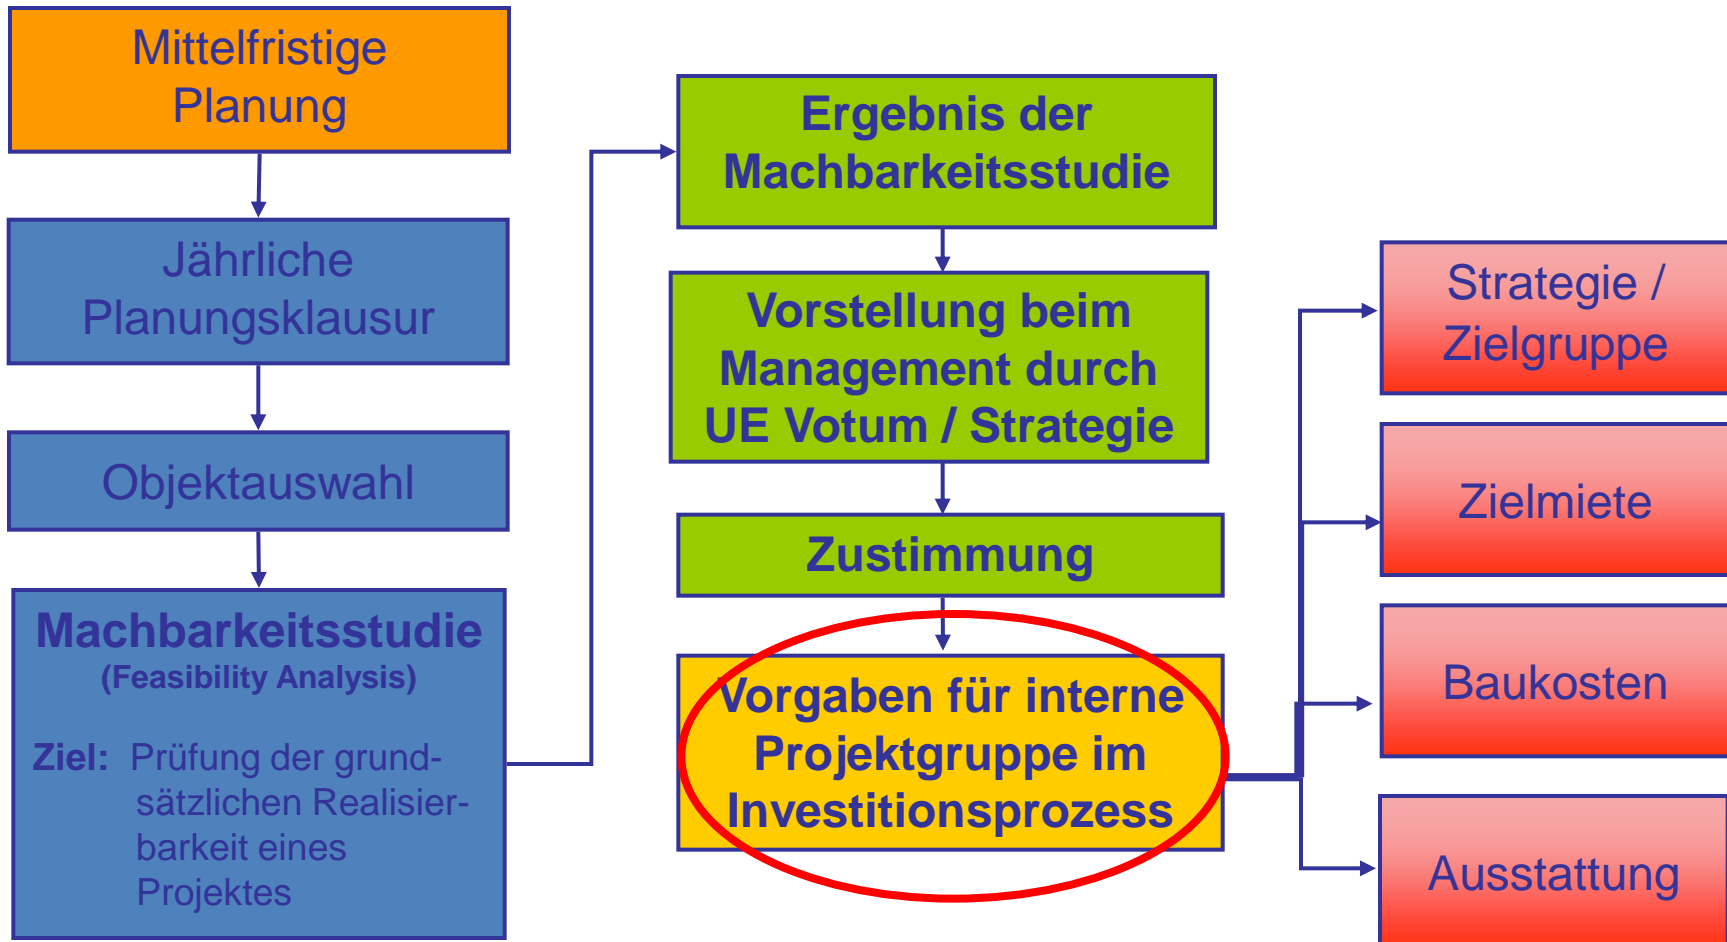 Mittelfristige
Planung
Jährliche
Planungsklausur
Objektauswahl
Machbarkeitsstudie
(Feasibility Analysis)
Ziel: Prüfung der grund-
sätzlichen Realisier-
barkeit eines
Projektes
Ergebnis der
Machbarkeitsstudie
Vorstellung beim
Management durch
UE Votum / Strategie
Zustimmung
Vorgaben für interne
Projektgruppe im
Investitionsprozess
Strategie /
Zielgruppe
Zielmiete
Baukosten
Ausstattung